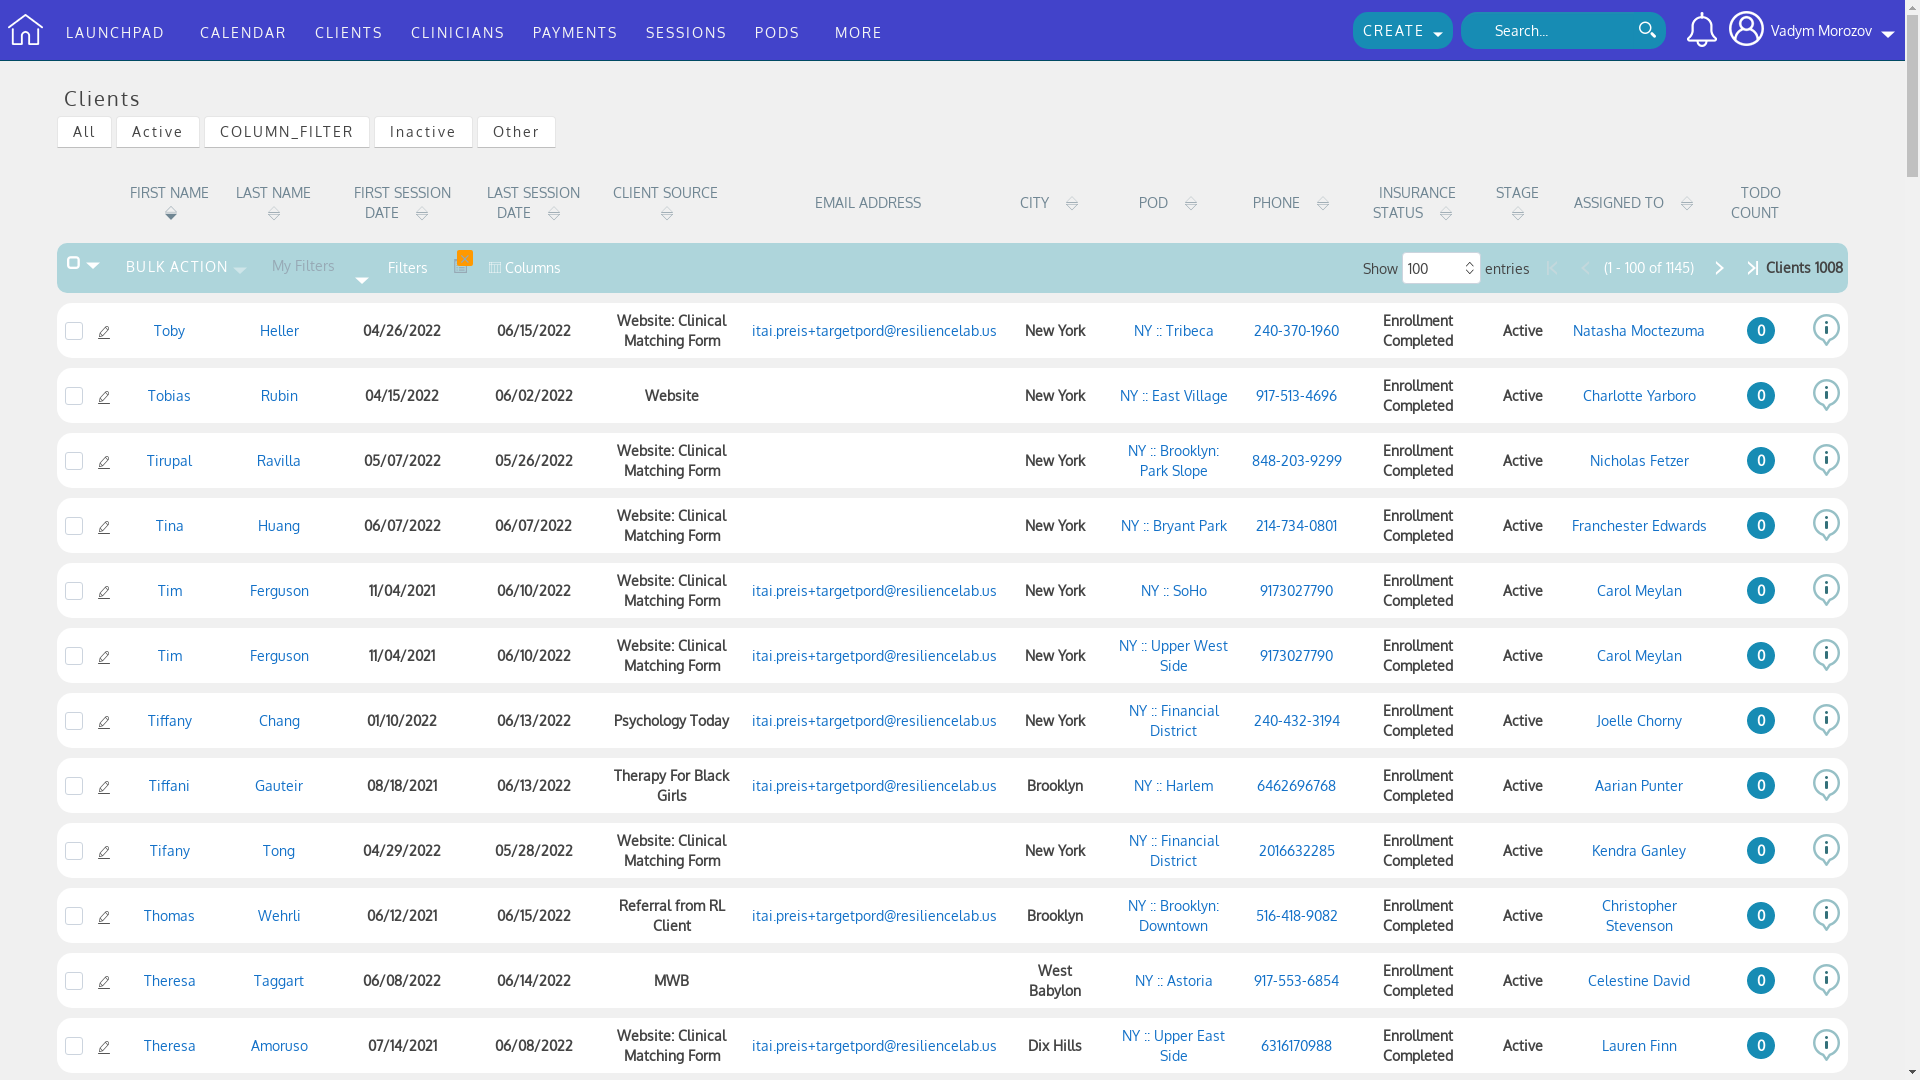 LAUNCHPAD CALENDAR CLIENTS CLINICIANS PAYMENTS SESSIONS PODS MORE CREATE Search... Vadym Morozov
Clients
All Active COLUMN_FILTER Inactive Other
FIRST NAME LAST NAME FIRST SESSION DATE LAST SESSION DATE CLIENT SOURCE EMAIL ADDRESS CITY POD PHONE INSURANCE STATUS STAGE ASSIGNED TO TODO COUNT
BULK ACTION My Filters Filters Columns Show 100 entries (1 - 100 of 1145) Clients 1008
Toby Heller 04/26/2022 06/15/2022 Website: Clinical Matching Form itai.preis+targetpord@resiliencelab.us New York NY :: Tribeca 240-370-1960 Enrollment Completed Active Natasha Moctezuma 0
Tobias Rubin 04/15/2022 06/02/2022 Website New York NY :: East Village 917-513-4696 Enrollment Completed Active Charlotte Yarboro 0
Tirupal Ravilla 05/07/2022 05/26/2022 Website: Clinical Matching Form New York NY :: Brooklyn: Park Slope 848-203-9299 Enrollment Completed Active Nicholas Fetzer 0
Tina Huang 06/07/2022 06/07/2022 Website: Clinical Matching Form New York NY :: Bryant Park 214-734-0801 Enrollment Completed Active Franchester Edwards 0
Tim Ferguson 11/04/2021 06/10/2022 Website: Clinical Matching Form itai.preis+targetpord@resiliencelab.us New York NY :: SoHo 9173027790 Enrollment Completed Active Carol Meylan 0
Tim Ferguson 11/04/2021 06/10/2022 Website: Clinical Matching Form itai.preis+targetpord@resiliencelab.us New York NY :: Upper West Side 9173027790 Enrollment Completed Active Carol Meylan 0
Tiffany Chang 01/10/2022 06/13/2022 Psychology Today itai.preis+targetpord@resiliencelab.us New York NY :: Financial District 240-432-3194 Enrollment Completed Active Joelle Chorny 0
Tiffani Gauteir 08/18/2021 06/13/2022 Therapy For Black Girls itai.preis+targetpord@resiliencelab.us Brooklyn NY :: Harlem 6462696768 Enrollment Completed Active Aarian Punter 0
Tifany Tong 04/29/2022 05/28/2022 Website: Clinical Matching Form New York NY :: Financial District 2016632285 Enrollment Completed Active Kendra Ganley 0
Thomas Wehrli 06/12/2021 06/15/2022 Referral from RL Client itai.preis+targetpord@resiliencelab.us Brooklyn NY :: Brooklyn: Downtown 516-418-9082 Enrollment Completed Active Christopher Stevenson 0
Theresa Taggart 06/08/2022 06/14/2022 MWB West Babylon NY :: Astoria 917-553-6854 Enrollment Completed Active Celestine David 0
Theresa Amoruso 07/14/2021 06/08/2022 Website: Clinical Matching Form itai.preis+targetpord@resiliencelab.us Dix Hills NY :: Upper East Side 6316170988 Enrollment Completed Active Lauren Finn 0